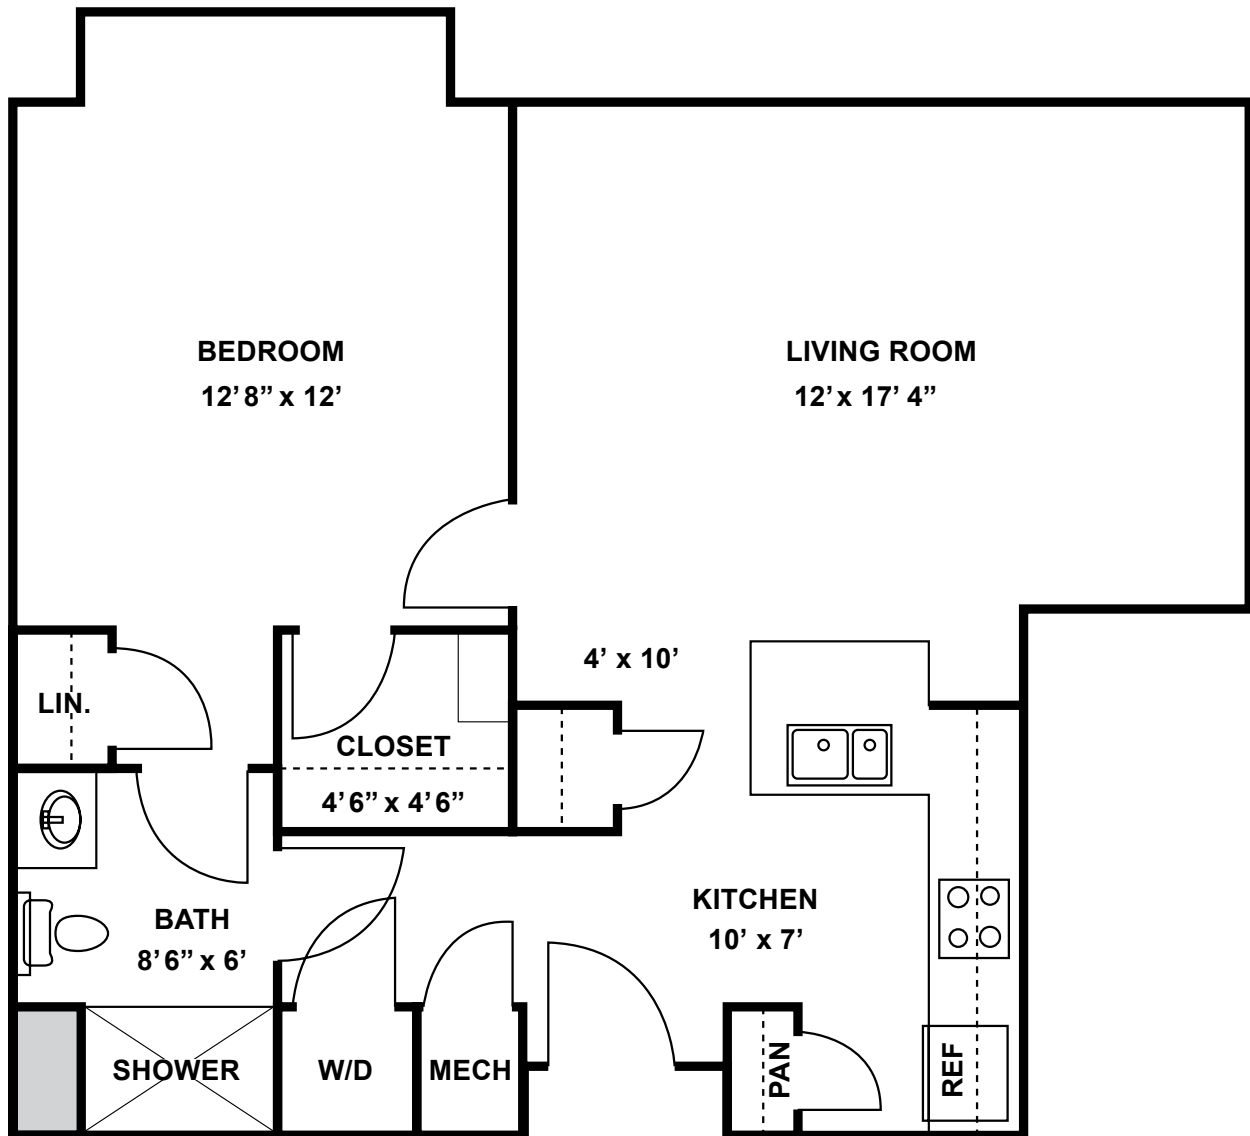 BEDROOM
12’ 8” x 12’
LIVING ROOM
12’ x 17’ 4”
4’ x 10’
LIN.
CLOSET
4’ 6” x 4’ 6”
KITCHEN
10’ x 7’
BATH
8’ 6” x 6’
SHOWER
W/D
MECH
PAN
REF